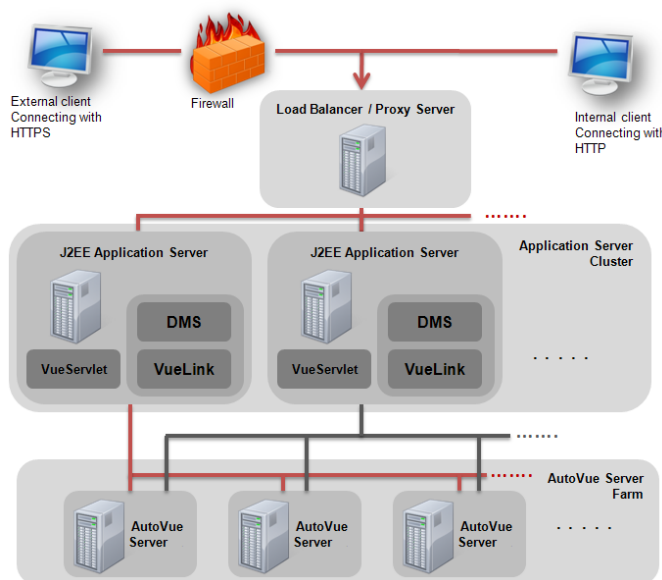 External client
Connecting with
HTTPS
Firewall
Load Balancer / Proxy Server
Internal client
Connecting with
HTTP
J2EE Application Server
DMS
VueServlet
VueLink
J2EE Application Server
DMS
VueServlet
VueLink
Application Server
Cluster
AutoVue Server
Farm
AutoVue
Server
AutoVue
Server
AutoVue
Server